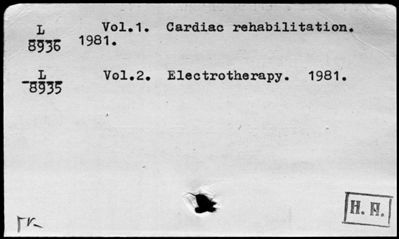 L Vol.1. Cardiac rehabilitation.
8936 1981.
L Vol.2. Electrotherapy. 1981.
8935
H. H.